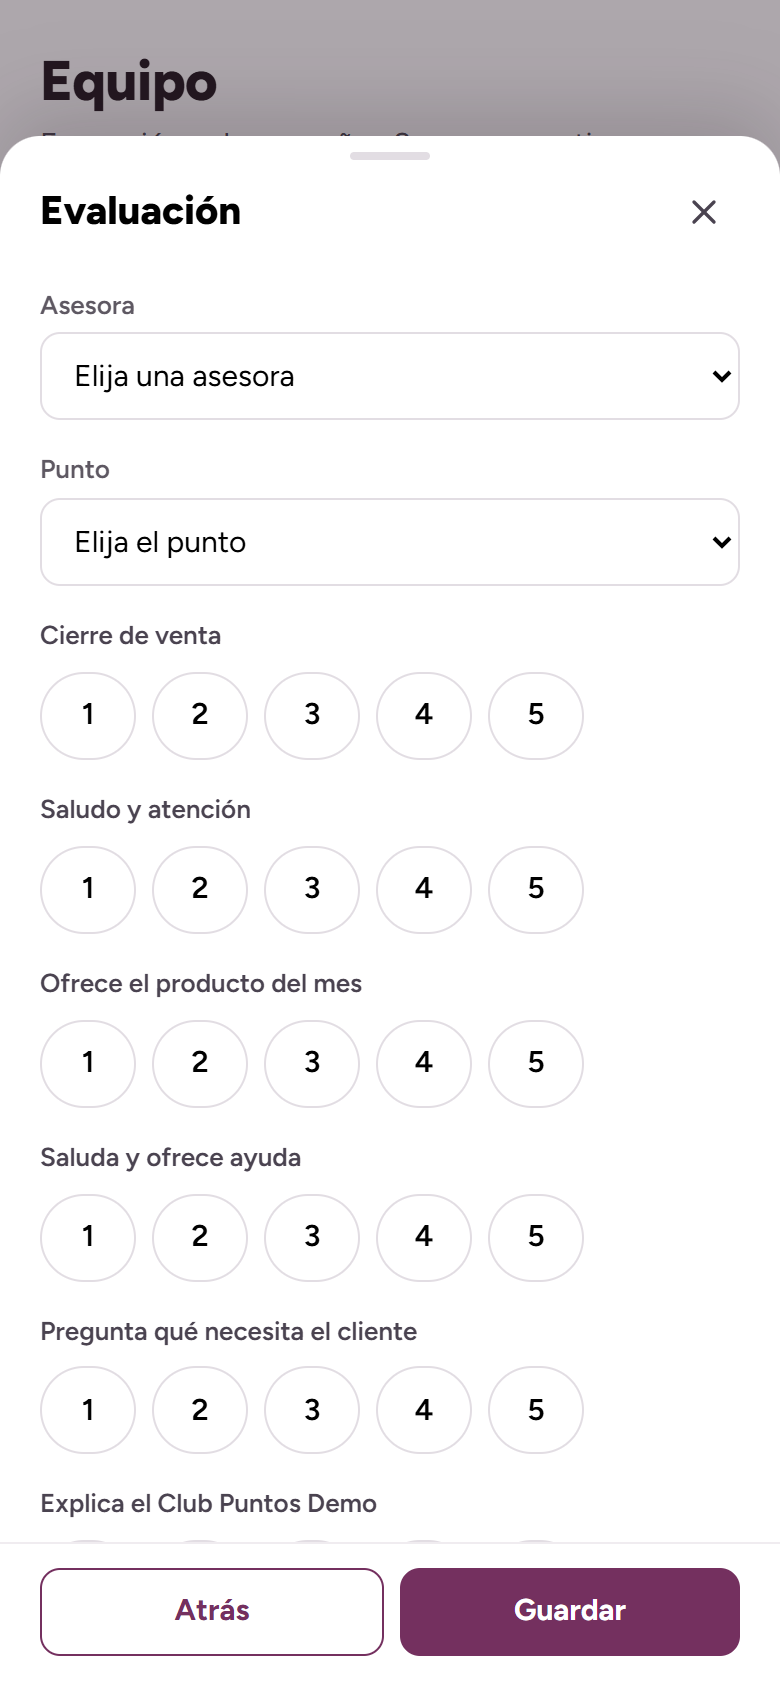 Equipo
Evaluación
Asesora
Elija una asesora
Punto
Elija el punto
Cierre de venta
1 2 3 4 5
Saludo y atención
1 2 3 4 5
Ofrece el producto del mes
1 2 3 4 5
Saluda y ofrece ayuda
1 2 3 4 5
Pregunta qué necesita el cliente
1 2 3 4 5
Explica el Club Puntos Demo
Atrás Guardar